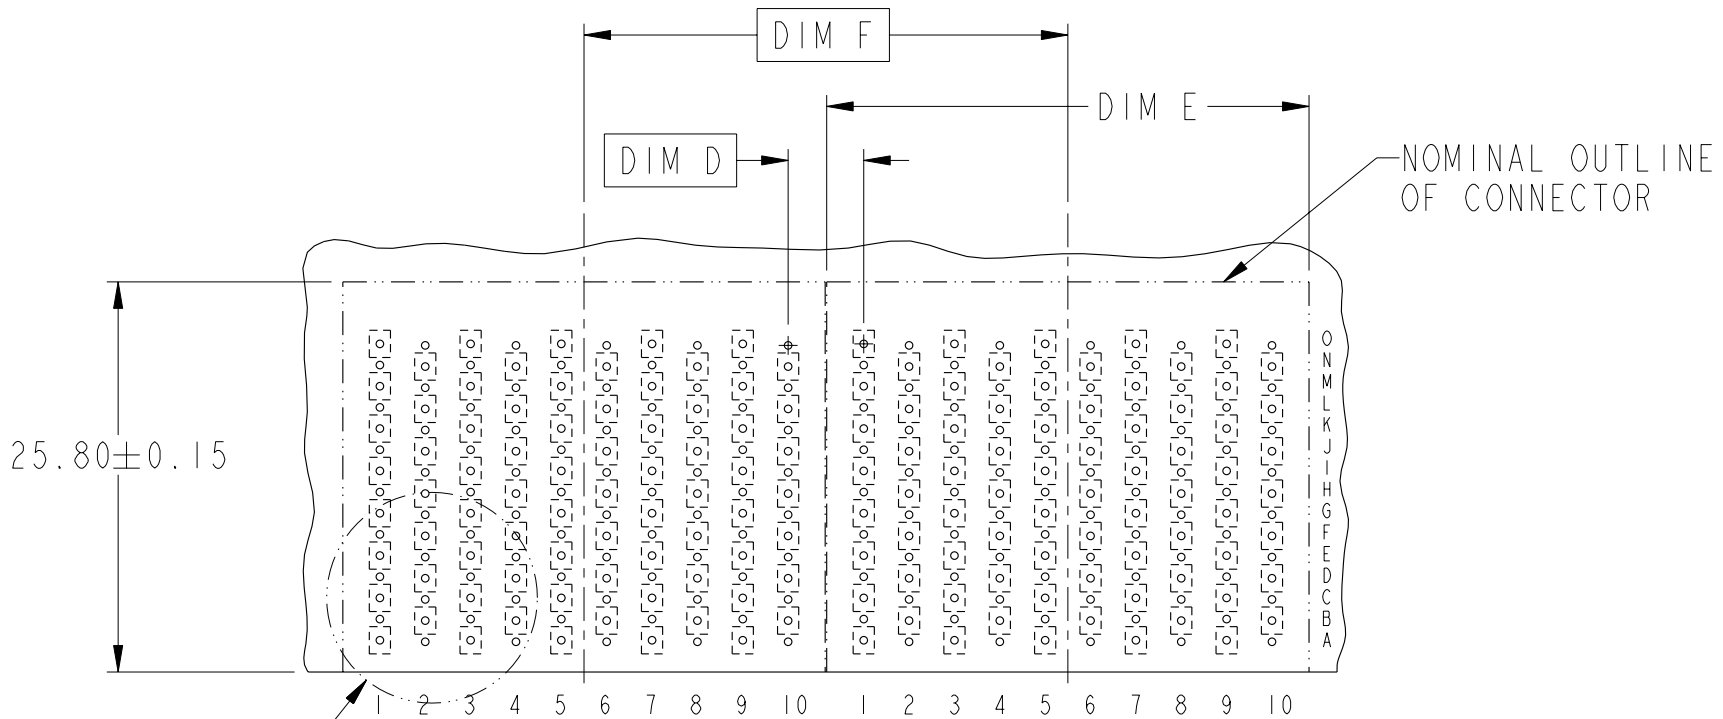 DIM F
DIM E
DIM D
NOMINAL OUTLINE
OF CONNECTOR
25.80±0.15
O
N
M
L
K
J
I
H
G
F
E
D
C
B
A
1 2 3 4 5 6 7 8 9 10 1 2 3 4 5 6 7 8 9 10